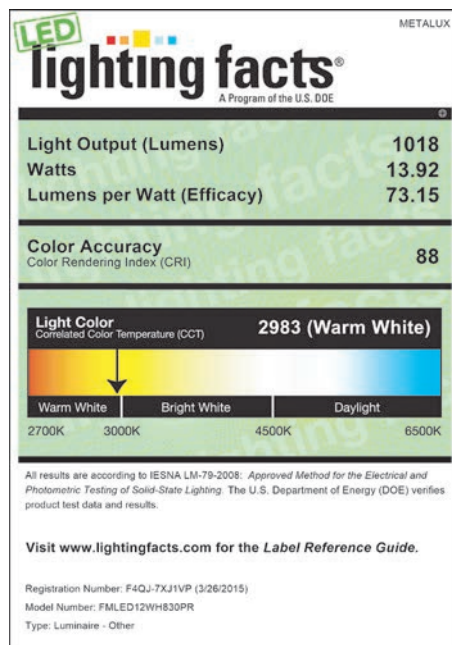 METALUX
LED
lighting facts®
A Program of the U.S. DOE
Light Output (Lumens) 1018
Watts 13.92
Lumens per Watt (Efficacy) 73.15
Color Accuracy
Color Rendering Index (CRI) 88
Light Color
Correlated Color Temperature (CCT) 2983 (Warm White)
Warm White Bright White Daylight
2700K 3000K 4500K 6500K
All results are according to IESNA LM-79-2008: Approved Method for the Electrical and
Photometric Testing of Solid-State Lighting. The U.S. Department of Energy (DOE) verifies
product test data and results.
Visit www.lightingfacts.com for the Label Reference Guide.
Registration Number: F4QJ-7XJ1VP (3/26/2015)
Model Number: FMLED12WH830PR
Type: Luminaire - Other